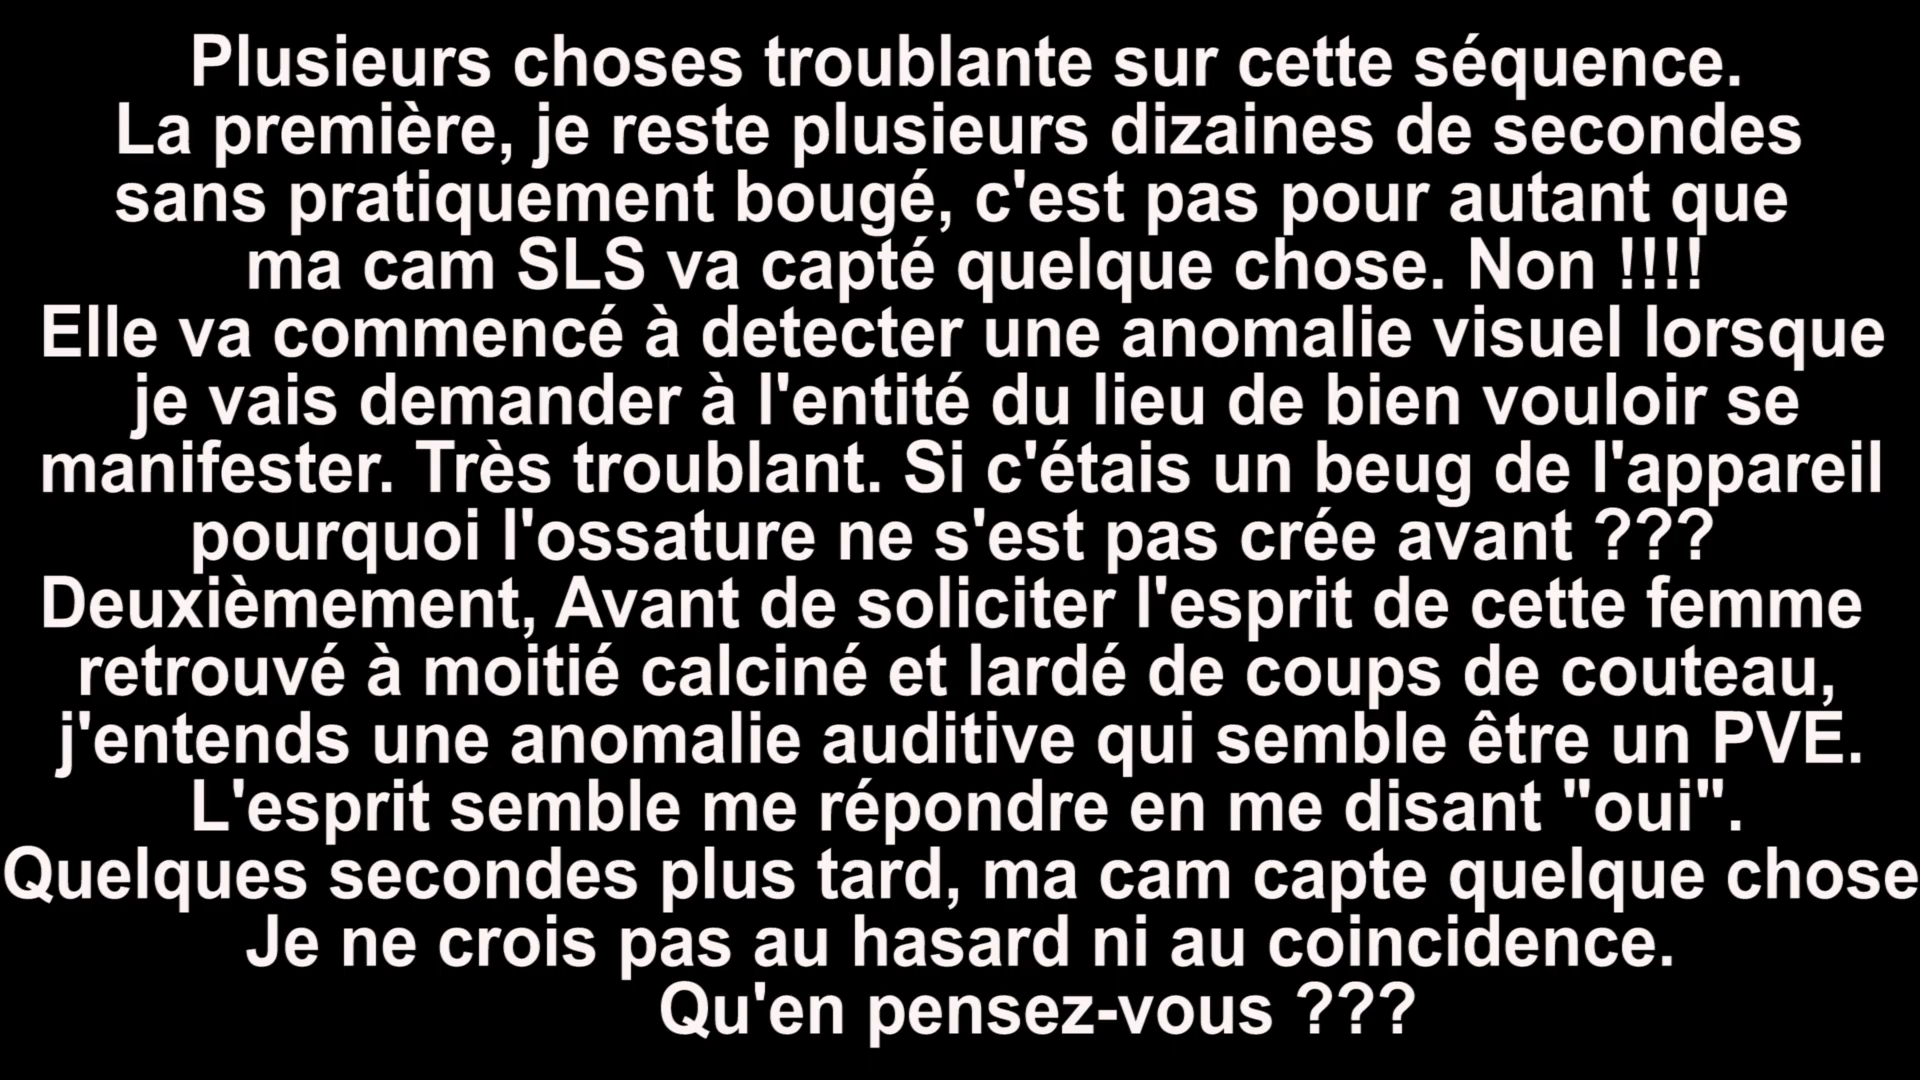 Plusieurs choses troublante sur cette séquence.
La première, je reste plusieurs dizaines de secondes
sans pratiquement bougé, c'est pas pour autant que
ma cam SLS va capté quelque chose. Non !!!!
Elle va commencé à detecter une anomalie visuel lorsque
je vais demander à l'entité du lieu de bien vouloir se
manifester. Très troublant. Si c'étais un beug de l'appareil
pourquoi l'ossature ne s'est pas crée avant ???
Deuxièmement, Avant de soliciter l'esprit de cette femme
retrouvé à moitié calciné et lardé de coups de couteau,
j'entends une anomalie auditive qui semble être un PVE.
L'esprit semble me répondre en me disant "oui".
Quelques secondes plus tard, ma cam capte quelque chose
Je ne crois pas au hasard ni au coincidence.
Qu'en pensez-vous ???